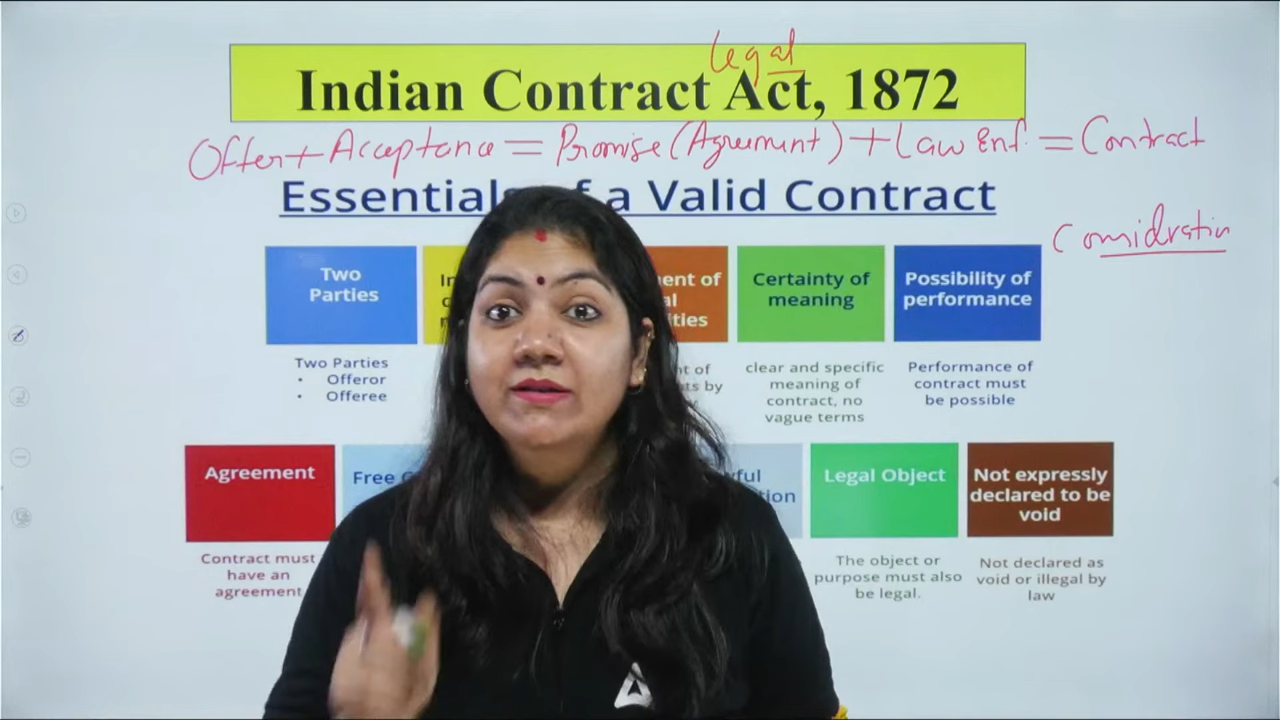 Legal
Indian Contract Act, 1872
Offer + Acceptance = Promise (Agreement) + Law Enf. = Contract
Essentials of a Valid Contract
Consideration
Two
Parties
Certainty of
meaning
Possibility of
performance
Two Parties
• Offeror
• Offeree
clear and specific
meaning of
contract, no
vague terms
Performance of
contract must
be possible
Agreement
Free
Legal Object
Not expressly
declared to be
void
Contract must
have an
agreement
The object or
purpose must also
be legal.
Not declared as
void or illegal by
law